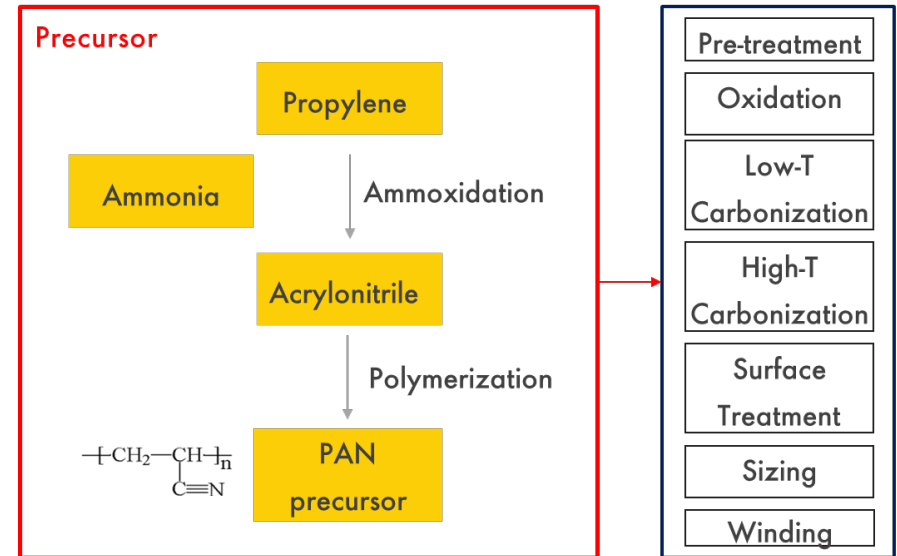 Precursor
Propylene
Ammonia
Ammoxidation
Acrylonitrile
Polymerization
PAN
precursor
CH₂—CH
n
C≡N
Pre-treatment
Oxidation
Low-T
Carbonization
High-T
Carbonization
Surface
Treatment
Sizing
Winding